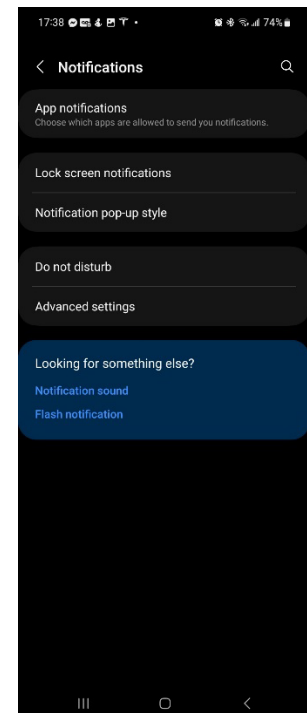 17:38 74%
Notifications
App notifications
Choose which apps are allowed to send you notifications.
Lock screen notifications
Notification pop-up style
Do not disturb
Advanced settings
Looking for something else?
Notification sound
Flash notification